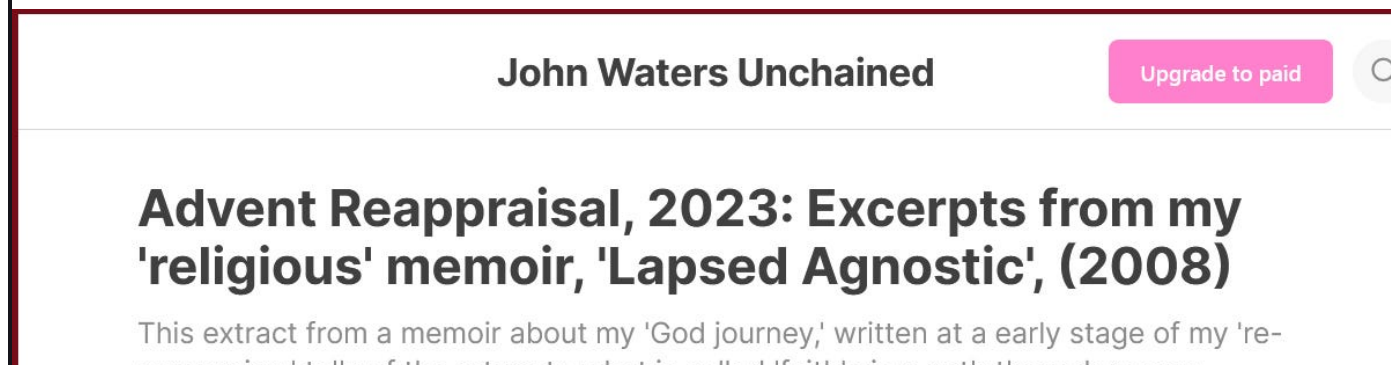 John Waters Unchained
Upgrade to paid
Advent Reappraisal, 2023: Excerpts from my
'religious' memoir, 'Lapsed Agnostic', (2008)
This extract from a memoir about my 'God journey,' written at a early stage of my 're-